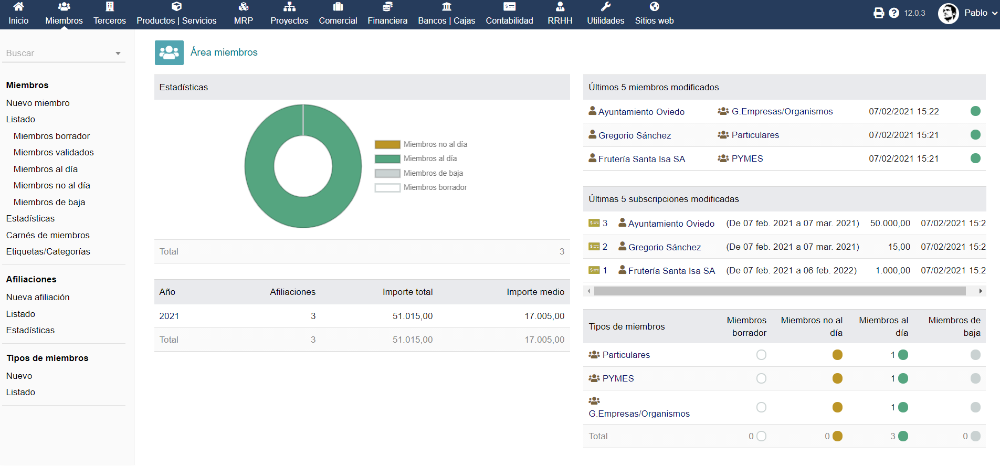 Inicio Miembros Terceros Productos | Servicios MRP Proyectos Comercial Financiera Bancos | Cajas Contabilidad RRHH Utilidades Sitios web 12.0.3 Pablo
Buscar
Miembros
Nuevo miembro
Listado
Miembros borrador
Miembros validados
Miembros al día
Miembros no al día
Miembros de baja
Estadísticas
Carnés de miembros
Etiquetas/Categorías
Afiliaciones
Nueva afiliación
Listado
Estadísticas
Tipos de miembros
Nuevo
Listado
Área miembros
Estadísticas
Miembros no al día
Miembros al día
Miembros de baja
Miembros borrador
Total 3
Año Afiliaciones Importe total Importe medio
2021 3 51.015,00 17.005,00
Total 3 51.015,00 17.005,00
Últimos 5 miembros modificados
Ayuntamiento Oviedo G.Empresas/Organismos 07/02/2021 15:22
Gregorio Sánchez Particulares 07/02/2021 15:21
Frutería Santa Isa SA PYMES 07/02/2021 15:21
Últimas 5 subscripciones modificadas
3 Ayuntamiento Oviedo (De 07 feb. 2021 a 07 mar. 2021) 50.000,00 07/02/2021 15:2
2 Gregorio Sánchez (De 07 feb. 2021 a 07 mar. 2021) 15,00 07/02/2021 15:2
1 Frutería Santa Isa SA (De 07 feb. 2021 a 06 feb. 2022) 1.000,00 07/02/2021 15:2
Tipos de miembros Miembros borrador Miembros no al día Miembros al día Miembros de baja
Particulares 1
PYMES 1
G.Empresas/Organismos 1
Total 0 0 3 0